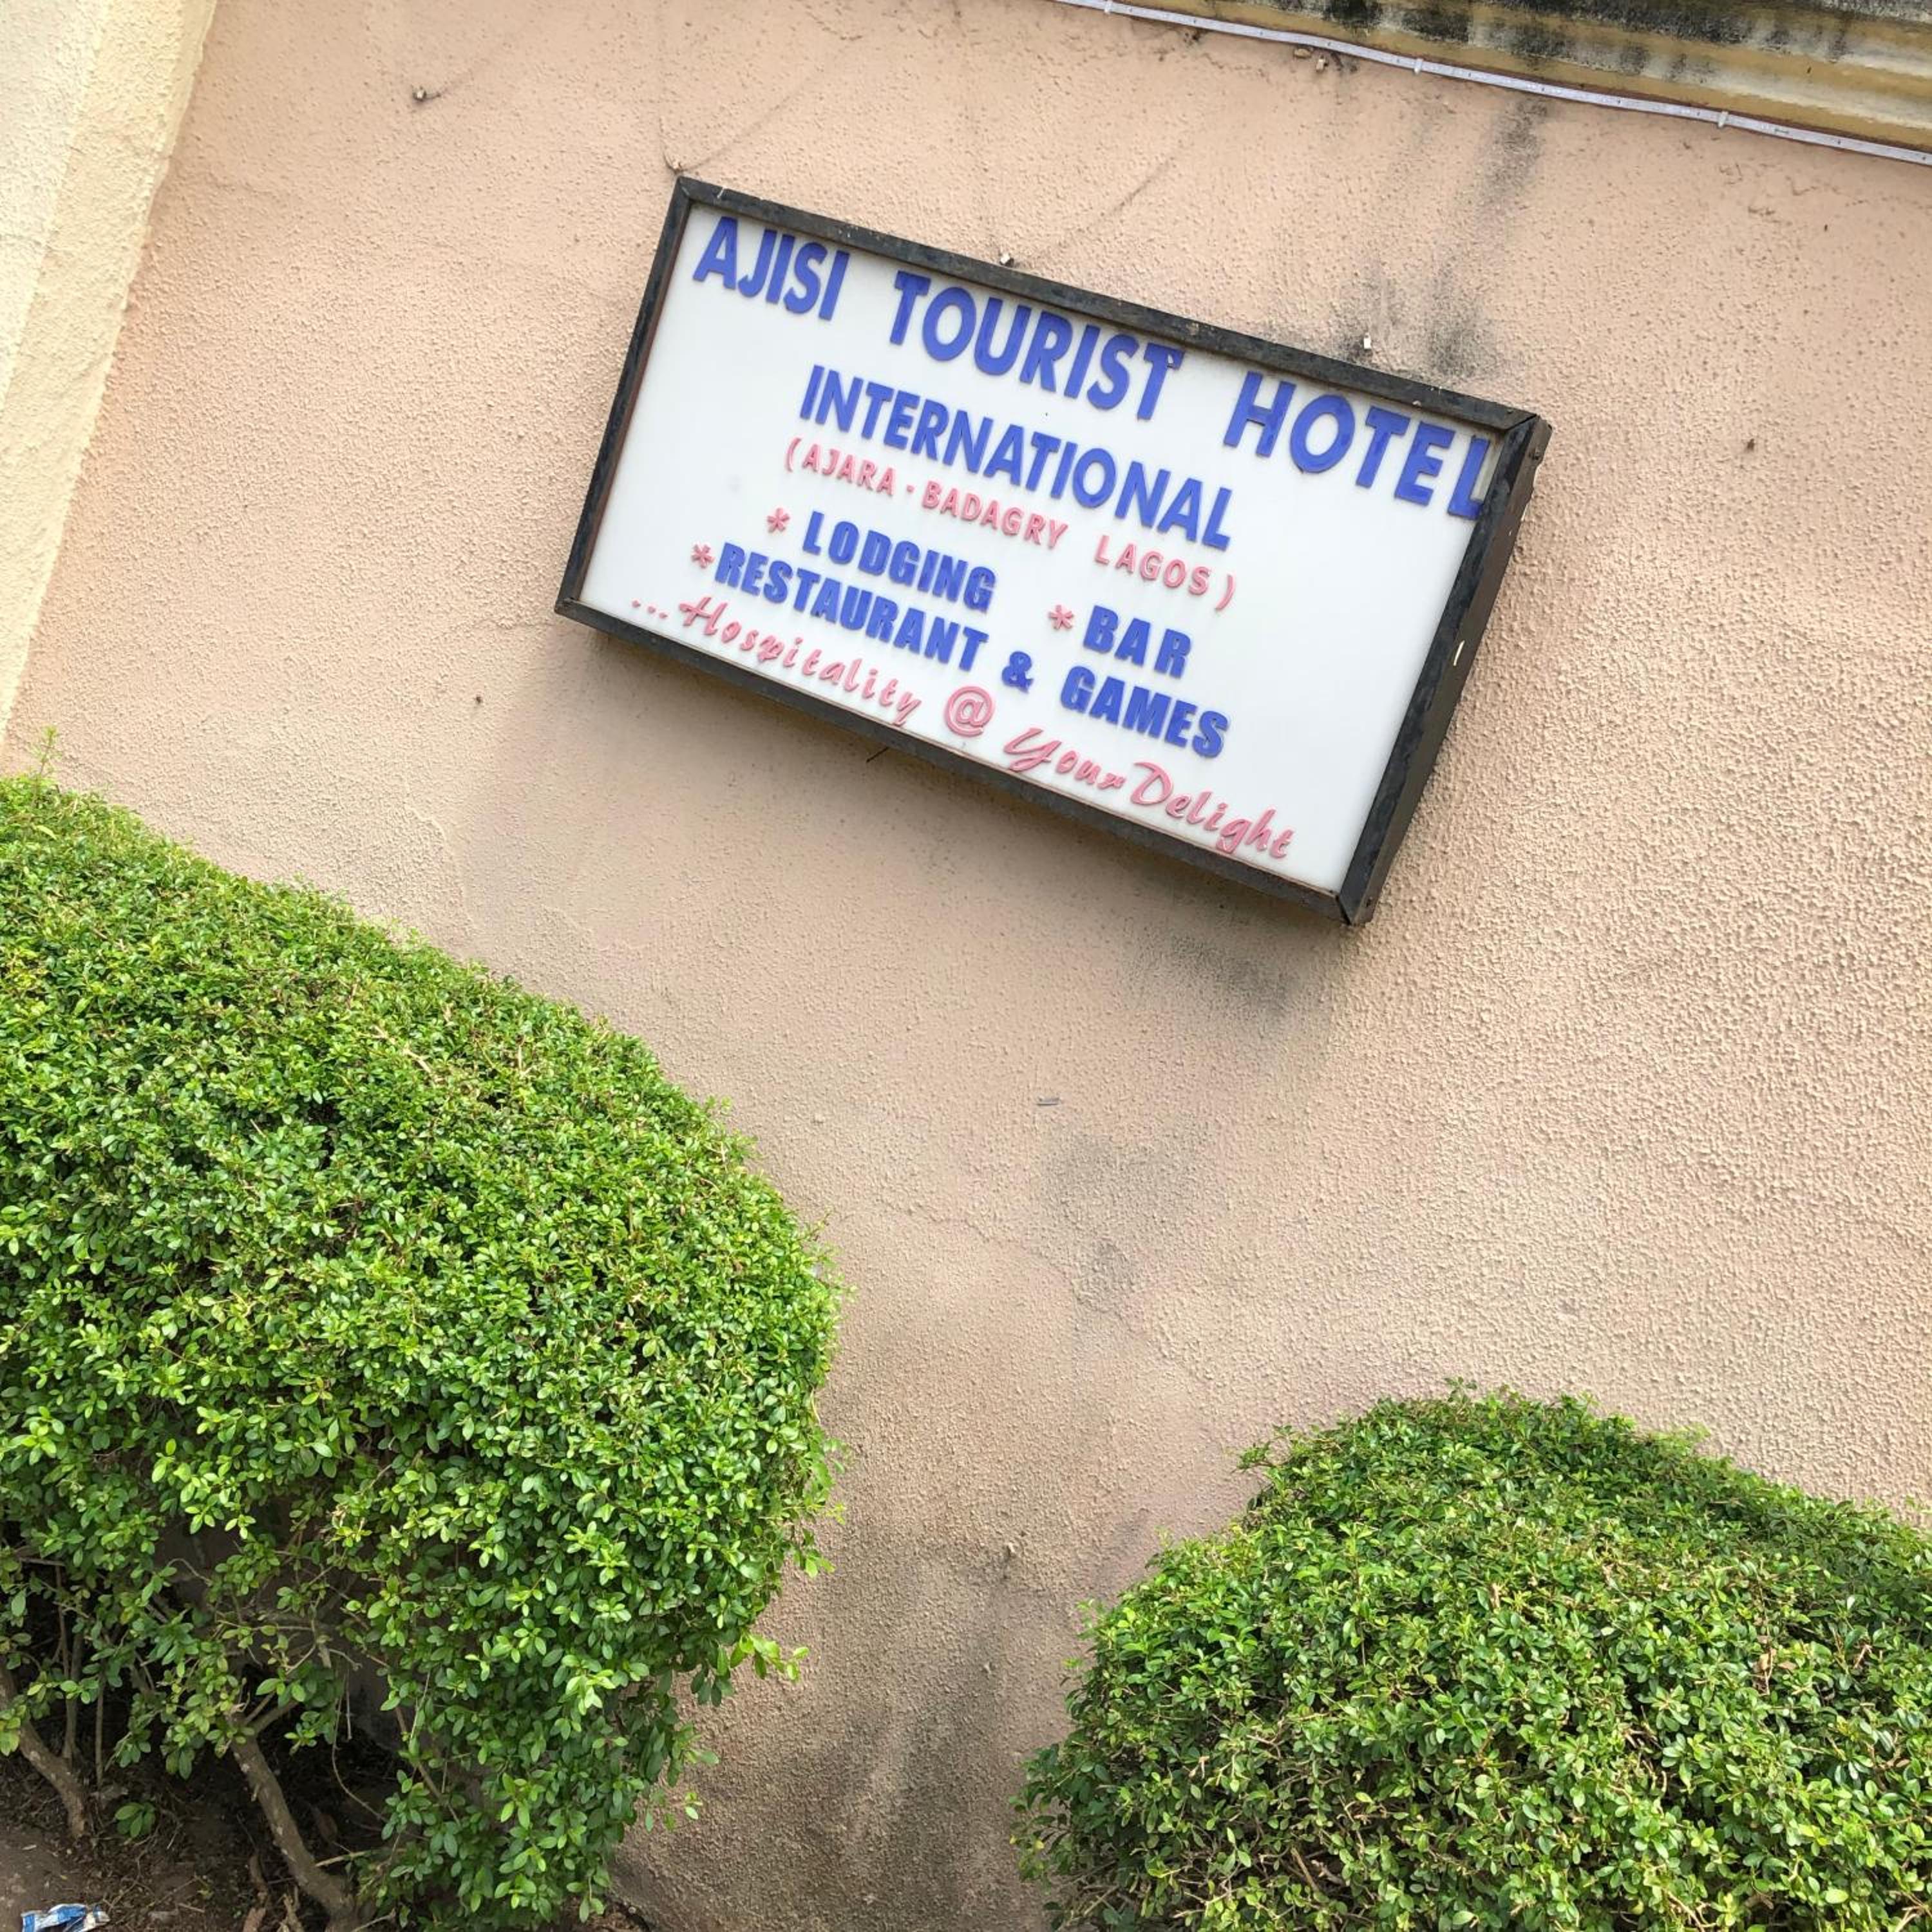 AJISI TOURIST HOTEL
INTERNATIONAL
(AJARA - BADAGRY LAGOS)
* LODGING * BAR
*RESTAURANT & GAMES
...Hospitality @ Your Delight